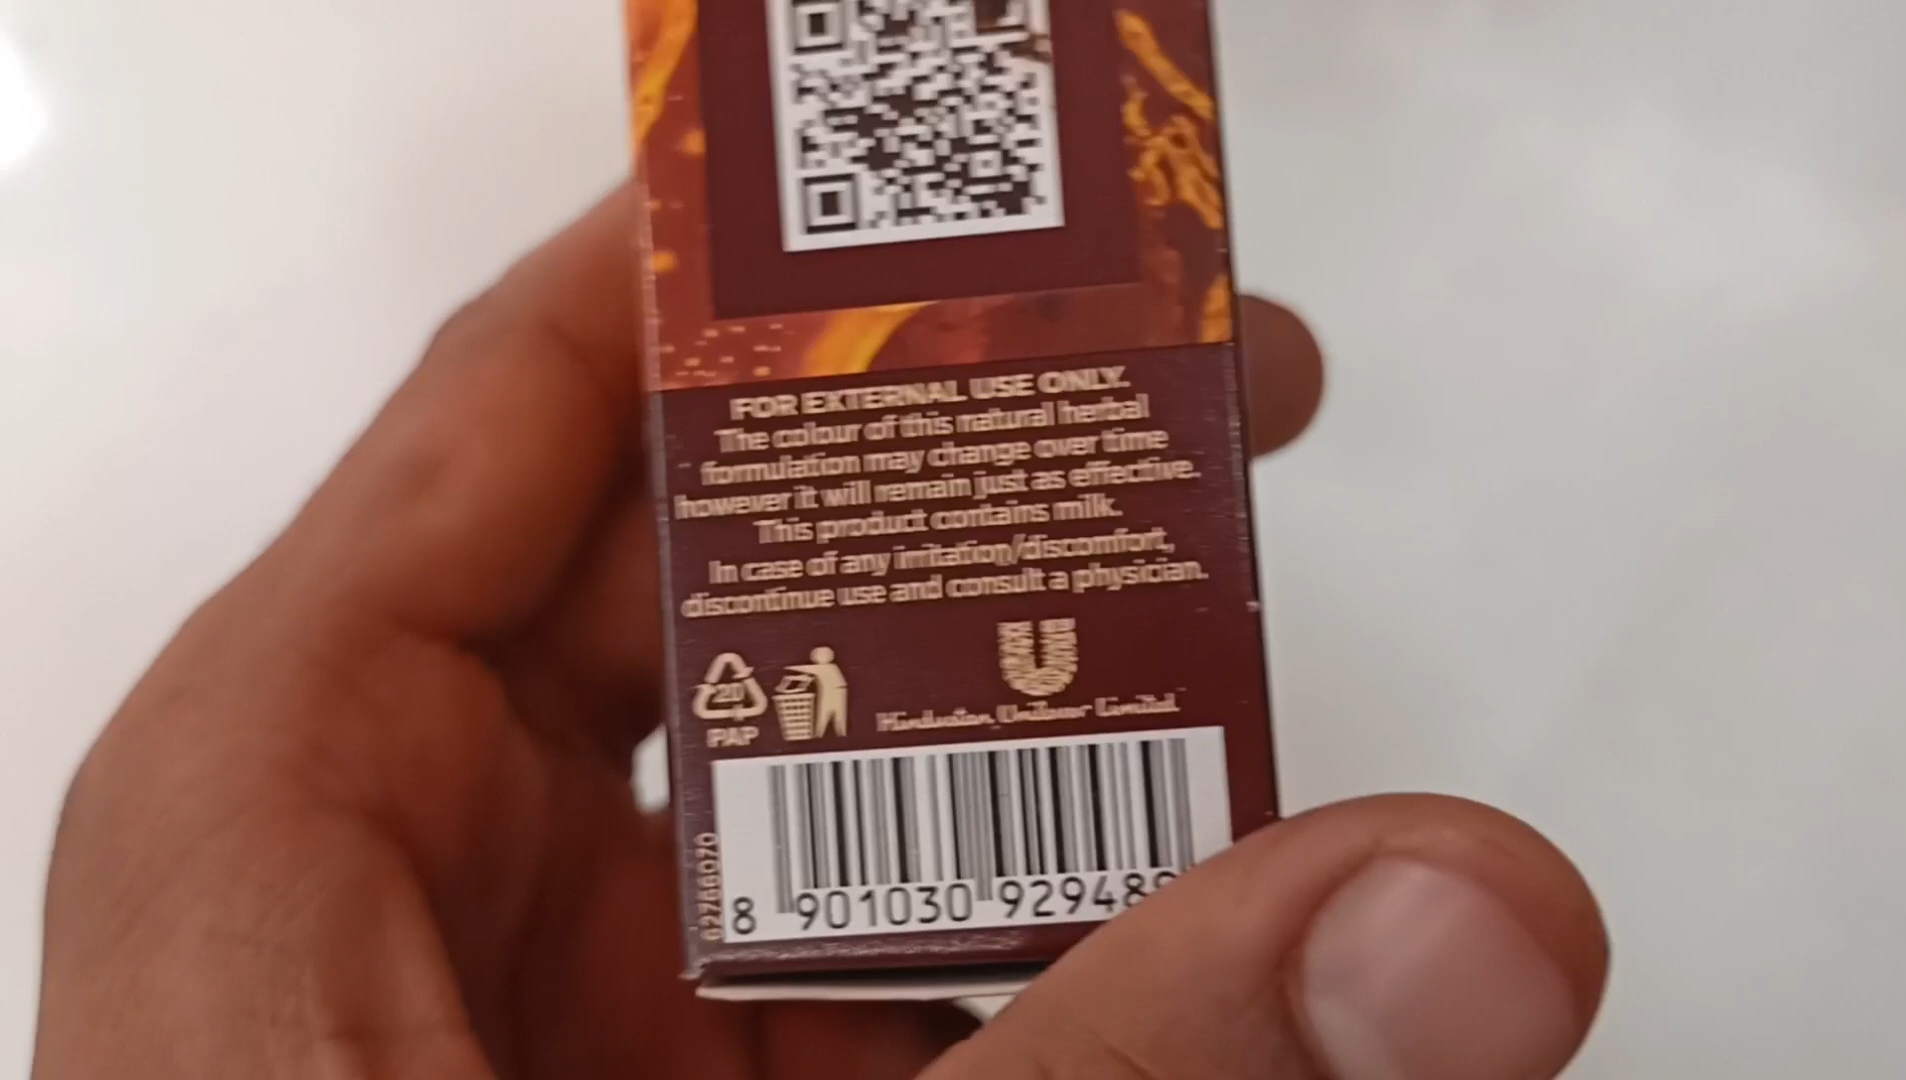 FOR EXTERNAL USE ONLY.
The colour of this natural herbal
formulation may change over time
however it will remain just as effective.
This product contains milk.
In case of any irritation/discomfort,
discontinue use and consult a physician.
20
PAP
Hindustan Unilever Limited
8 901030 92948